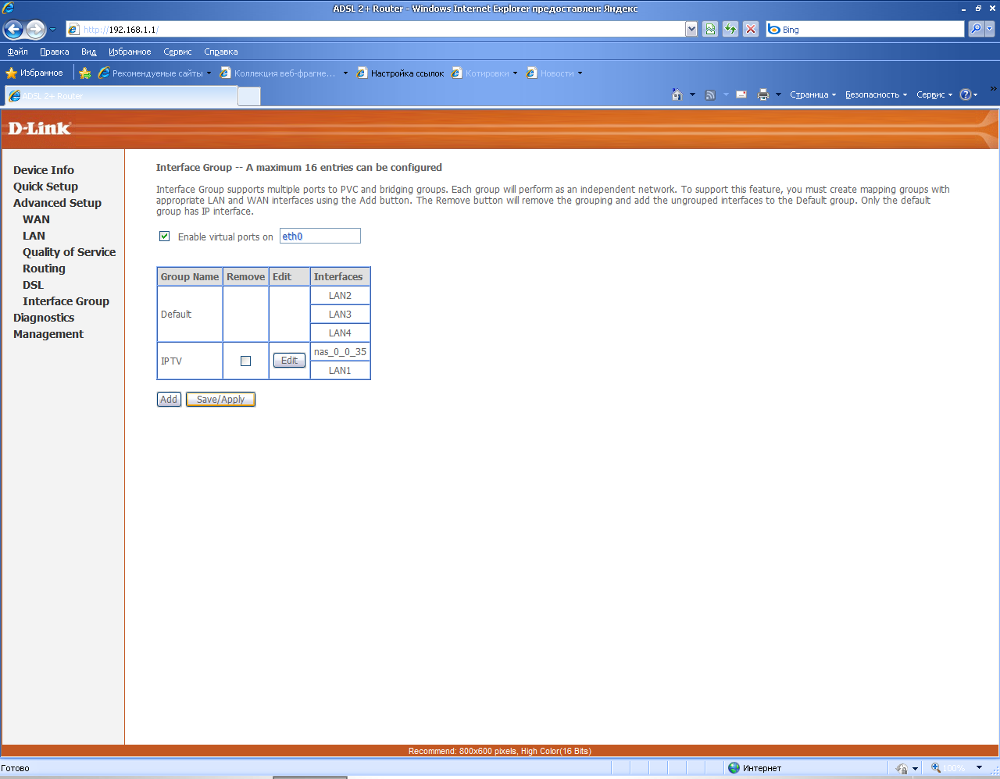 ADSL 2+ Router - Windows Internet Explorer предоставлен: Яндекс
http://192.168.1.1/
Bing
Файл Правка Вид Избранное Сервис Справка
Избранное Рекомендуемые сайты Коллекция веб-фрагме... Настройка ссылок Котировки Новости
ADSL 2+ Router
Страница Безопасность Сервис
D-Link
Device Info
Quick Setup
Advanced Setup
WAN
LAN
Quality of Service
Routing
DSL
Interface Group
Diagnostics
Management
Interface Group -- A maximum 16 entries can be configured
Interface Group supports multiple ports to PVC and bridging groups. Each group will perform as an independent network. To support this feature, you must create mapping groups with
appropriate LAN and WAN interfaces using the Add button. The Remove button will remove the grouping and add the ungrouped interfaces to the Default group. Only the default
group has IP interface.
Enable virtual ports on eth0
Group Name Remove Edit Interfaces
Default
LAN2
LAN3
LAN4
IPTV Edit
nas_0_0_35
LAN1
Add Save/Apply
Recommend: 800x600 pixels, High Color(16 Bits)
Готово Интернет 100%